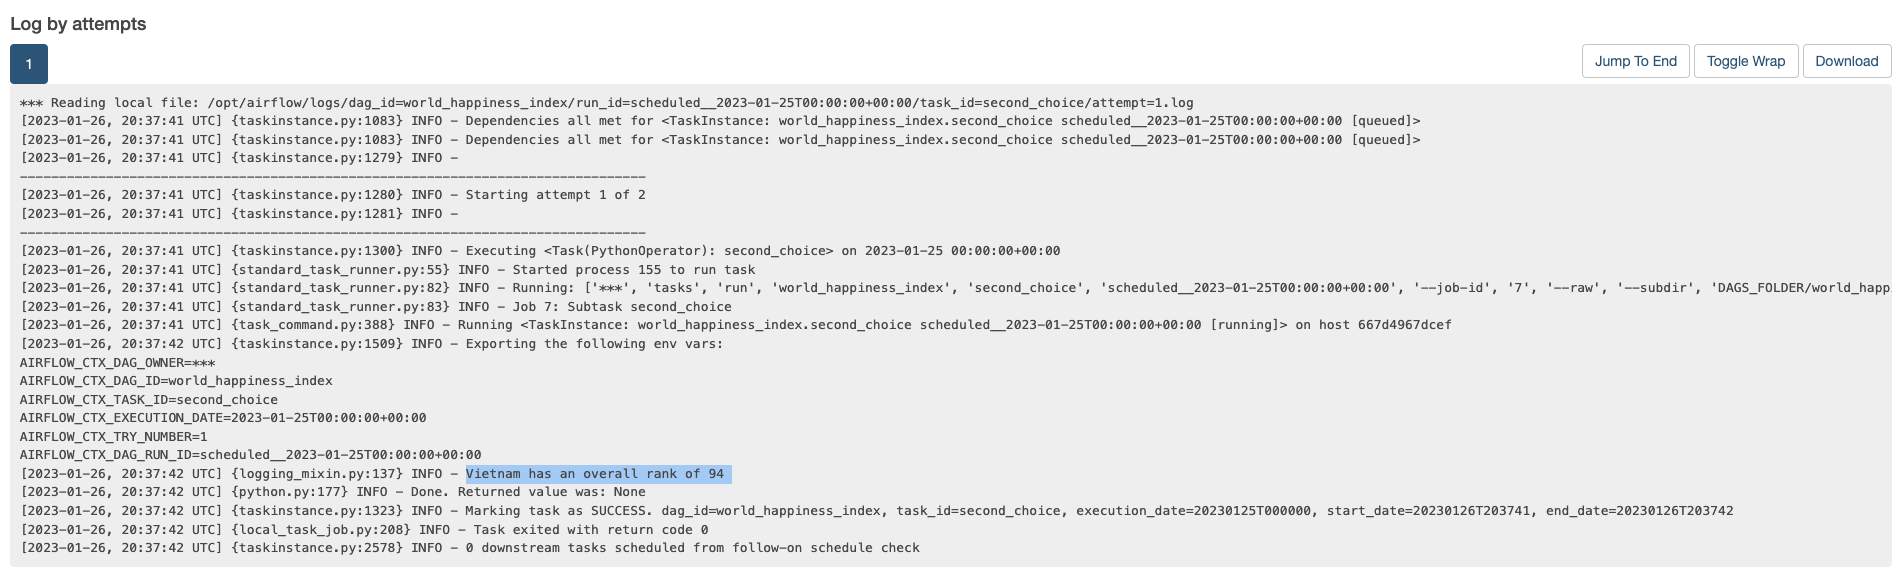 Log by attempts
1
Jump To End
Toggle Wrap
Download
*** Reading local file: /opt/airflow/logs/dag_id=world_happiness_index/run_id=scheduled__2023-01-25T00:00:00+00:00/task_id=second_choice/attempt=1.log
[2023-01-26, 20:37:41 UTC] {taskinstance.py:1083} INFO - Dependencies all met for <TaskInstance: world_happiness_index.second_choice scheduled__2023-01-25T00:00:00+00:00 [queued]>
[2023-01-26, 20:37:41 UTC] {taskinstance.py:1083} INFO - Dependencies all met for <TaskInstance: world_happiness_index.second_choice scheduled__2023-01-25T00:00:00+00:00 [queued]>
[2023-01-26, 20:37:41 UTC] {taskinstance.py:1279} INFO -
--------------------------------------------------------------------------------
[2023-01-26, 20:37:41 UTC] {taskinstance.py:1280} INFO - Starting attempt 1 of 2
[2023-01-26, 20:37:41 UTC] {taskinstance.py:1281} INFO -
--------------------------------------------------------------------------------
[2023-01-26, 20:37:41 UTC] {taskinstance.py:1300} INFO - Executing <Task(PythonOperator): second_choice> on 2023-01-25 00:00:00+00:00
[2023-01-26, 20:37:41 UTC] {standard_task_runner.py:55} INFO - Started process 155 to run task
[2023-01-26, 20:37:41 UTC] {standard_task_runner.py:82} INFO - Running: ['***', 'tasks', 'run', 'world_happiness_index', 'second_choice', 'scheduled__2023-01-25T00:00:00+00:00', '--job-id', '7', '--raw', '--subdir', 'DAGS_FOLDER/world_happ
[2023-01-26, 20:37:41 UTC] {standard_task_runner.py:83} INFO - Job 7: Subtask second_choice
[2023-01-26, 20:37:41 UTC] {task_command.py:388} INFO - Running <TaskInstance: world_happiness_index.second_choice scheduled__2023-01-25T00:00:00+00:00 [running]> on host 667d4967dcef
[2023-01-26, 20:37:42 UTC] {taskinstance.py:1509} INFO - Exporting the following env vars:
AIRFLOW_CTX_DAG_OWNER=***
AIRFLOW_CTX_DAG_ID=world_happiness_index
AIRFLOW_CTX_TASK_ID=second_choice
AIRFLOW_CTX_EXECUTION_DATE=2023-01-25T00:00:00+00:00
AIRFLOW_CTX_TRY_NUMBER=1
AIRFLOW_CTX_DAG_RUN_ID=scheduled__2023-01-25T00:00:00+00:00
[2023-01-26, 20:37:42 UTC] {logging_mixin.py:137} INFO - Vietnam has an overall rank of 94
[2023-01-26, 20:37:42 UTC] {python.py:177} INFO - Done. Returned value was: None
[2023-01-26, 20:37:42 UTC] {taskinstance.py:1323} INFO - Marking task as SUCCESS. dag_id=world_happiness_index, task_id=second_choice, execution_date=20230125T000000, start_date=20230126T203741, end_date=20230126T203742
[2023-01-26, 20:37:42 UTC] {local_task_job.py:208} INFO - Task exited with return code 0
[2023-01-26, 20:37:42 UTC] {taskinstance.py:2578} INFO - 0 downstream tasks scheduled from follow-on schedule check